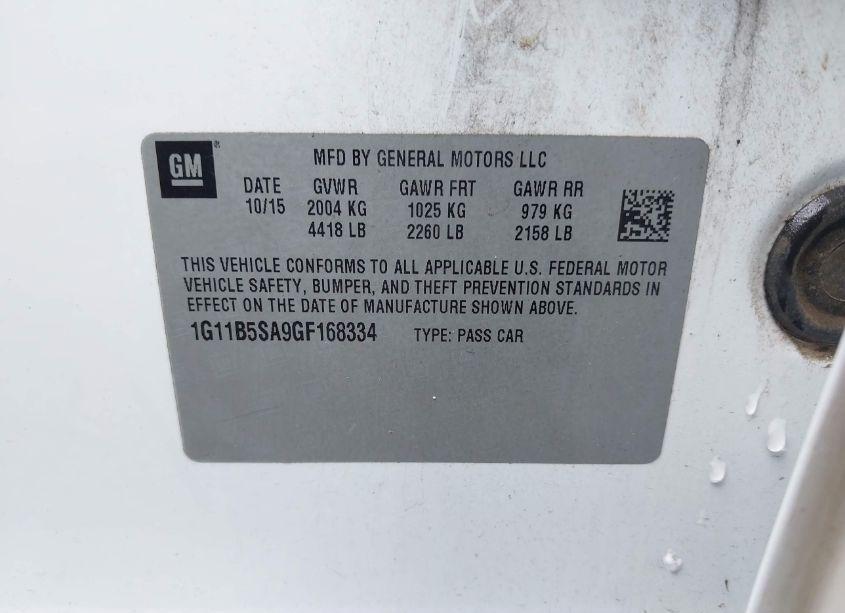 GM® MFD BY GENERAL MOTORS LLC
DATE GVWR GAWR FRT GAWR RR
10/15 2004 KG 1025 KG 979 KG
4418 LB 2260 LB 2158 LB
THIS VEHICLE CONFORMS TO ALL APPLICABLE U.S. FEDERAL MOTOR
VEHICLE SAFETY, BUMPER, AND THEFT PREVENTION STANDARDS IN
EFFECT ON THE DATE OF MANUFACTURE SHOWN ABOVE.
1G11B5SA9GF168334 TYPE: PASS CAR